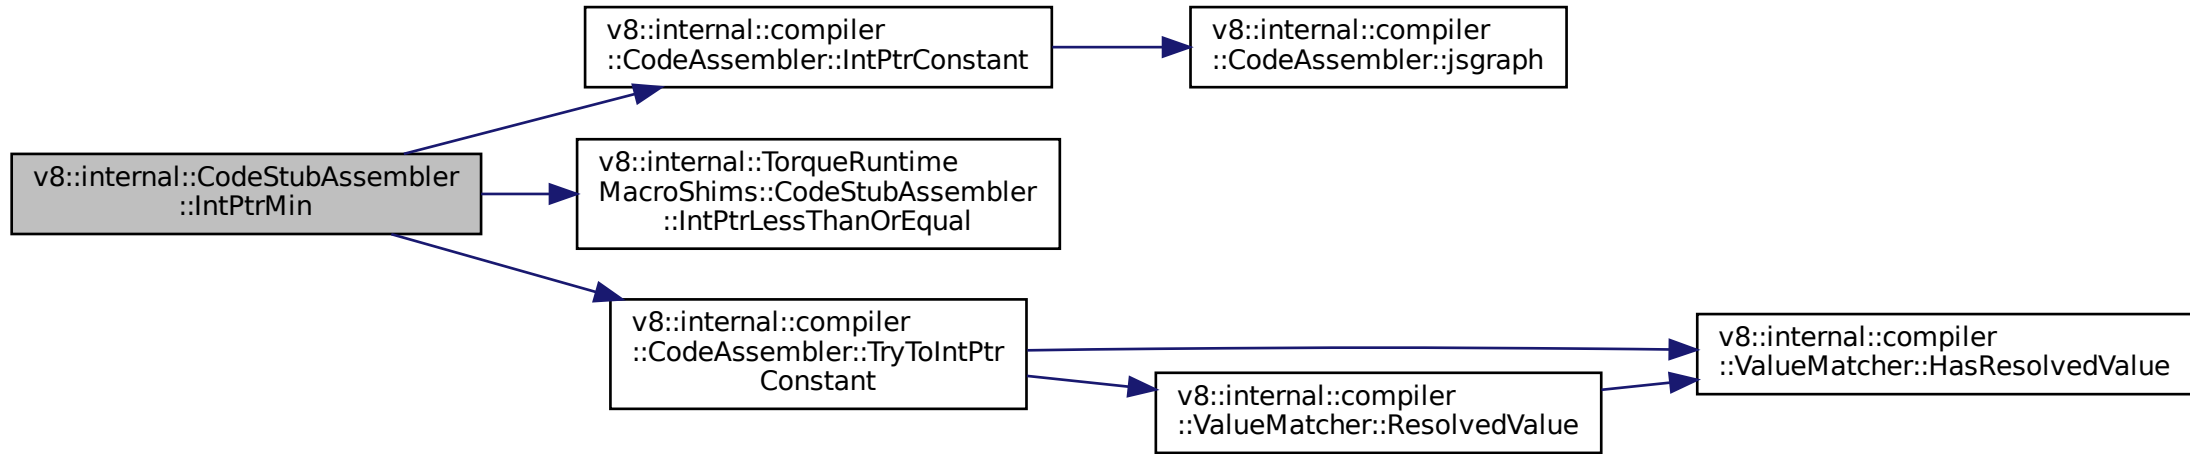 v8::internal::compiler
::CodeAssembler::IntPtrConstant
v8::internal::compiler
::CodeAssembler::jsgraph
v8::internal::CodeStubAssembler
::IntPtrMin
v8::internal::TorqueRuntime
MacroShims::CodeStubAssembler
::IntPtrLessThanOrEqual
v8::internal::compiler
::CodeAssembler::TryToIntPtr
Constant
v8::internal::compiler
::ValueMatcher::HasResolvedValue
v8::internal::compiler
::ValueMatcher::ResolvedValue